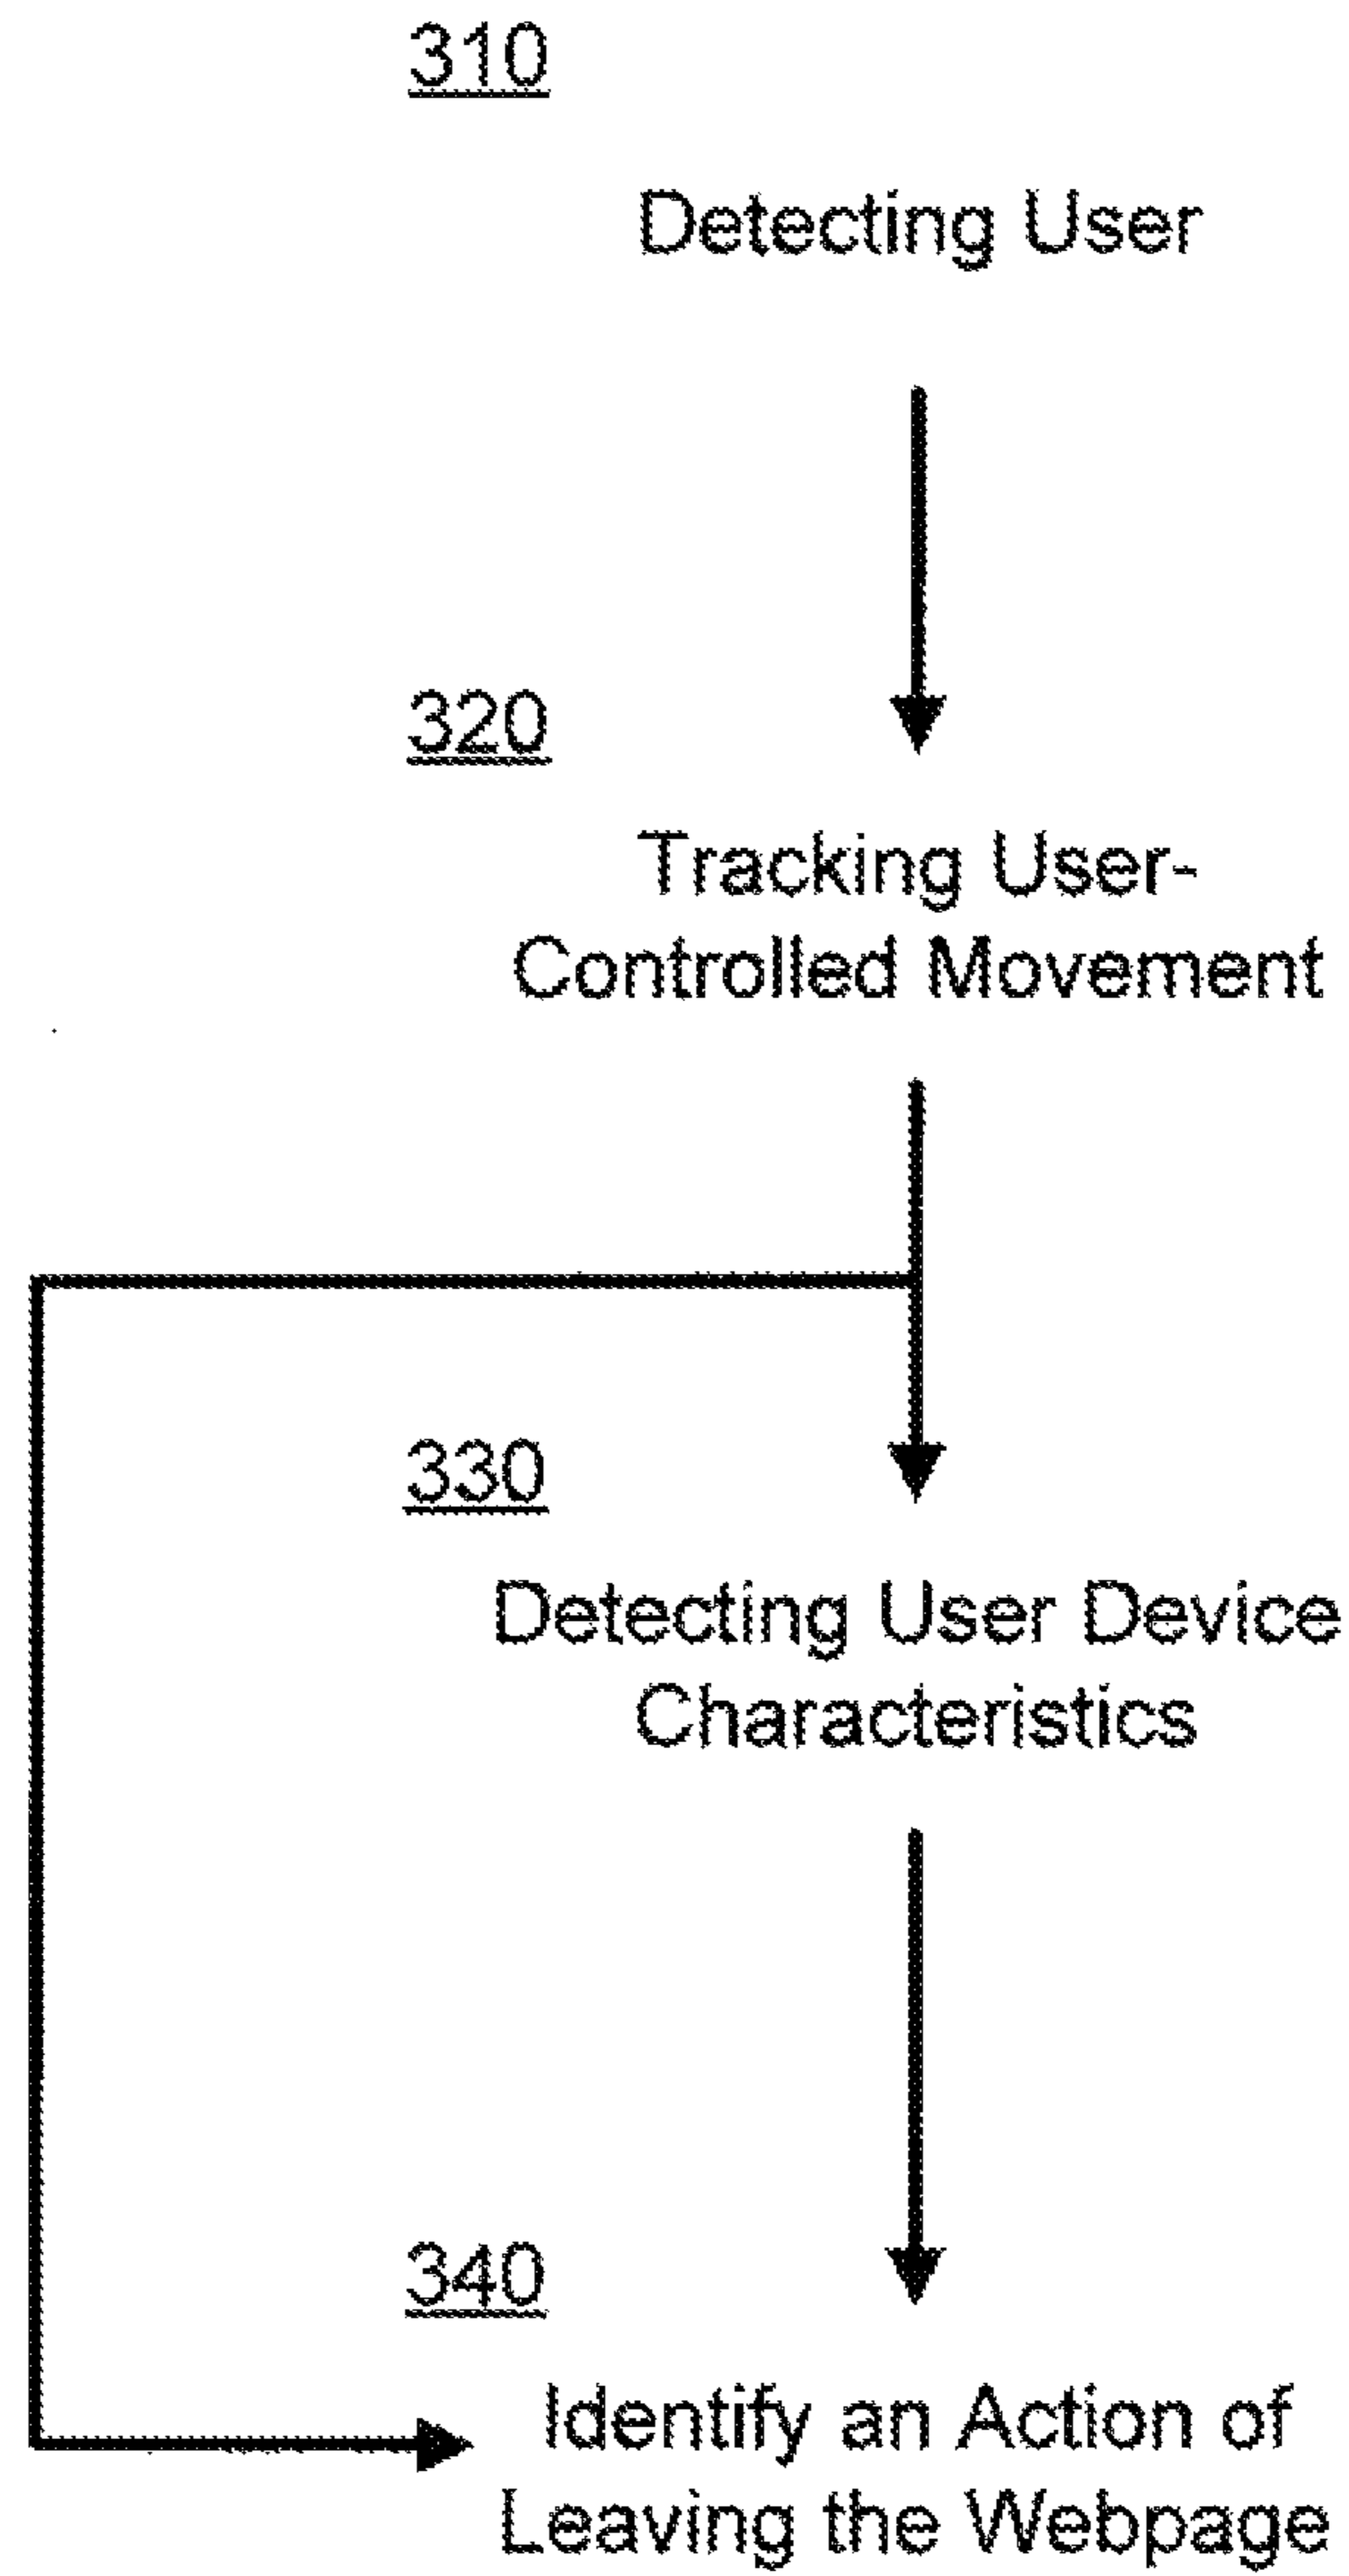 310
Detecting User
320
Tracking User-
Controlled Movement
330
Detecting User Device
Characteristics
340
Identify an Action of
Leaving the Webpage